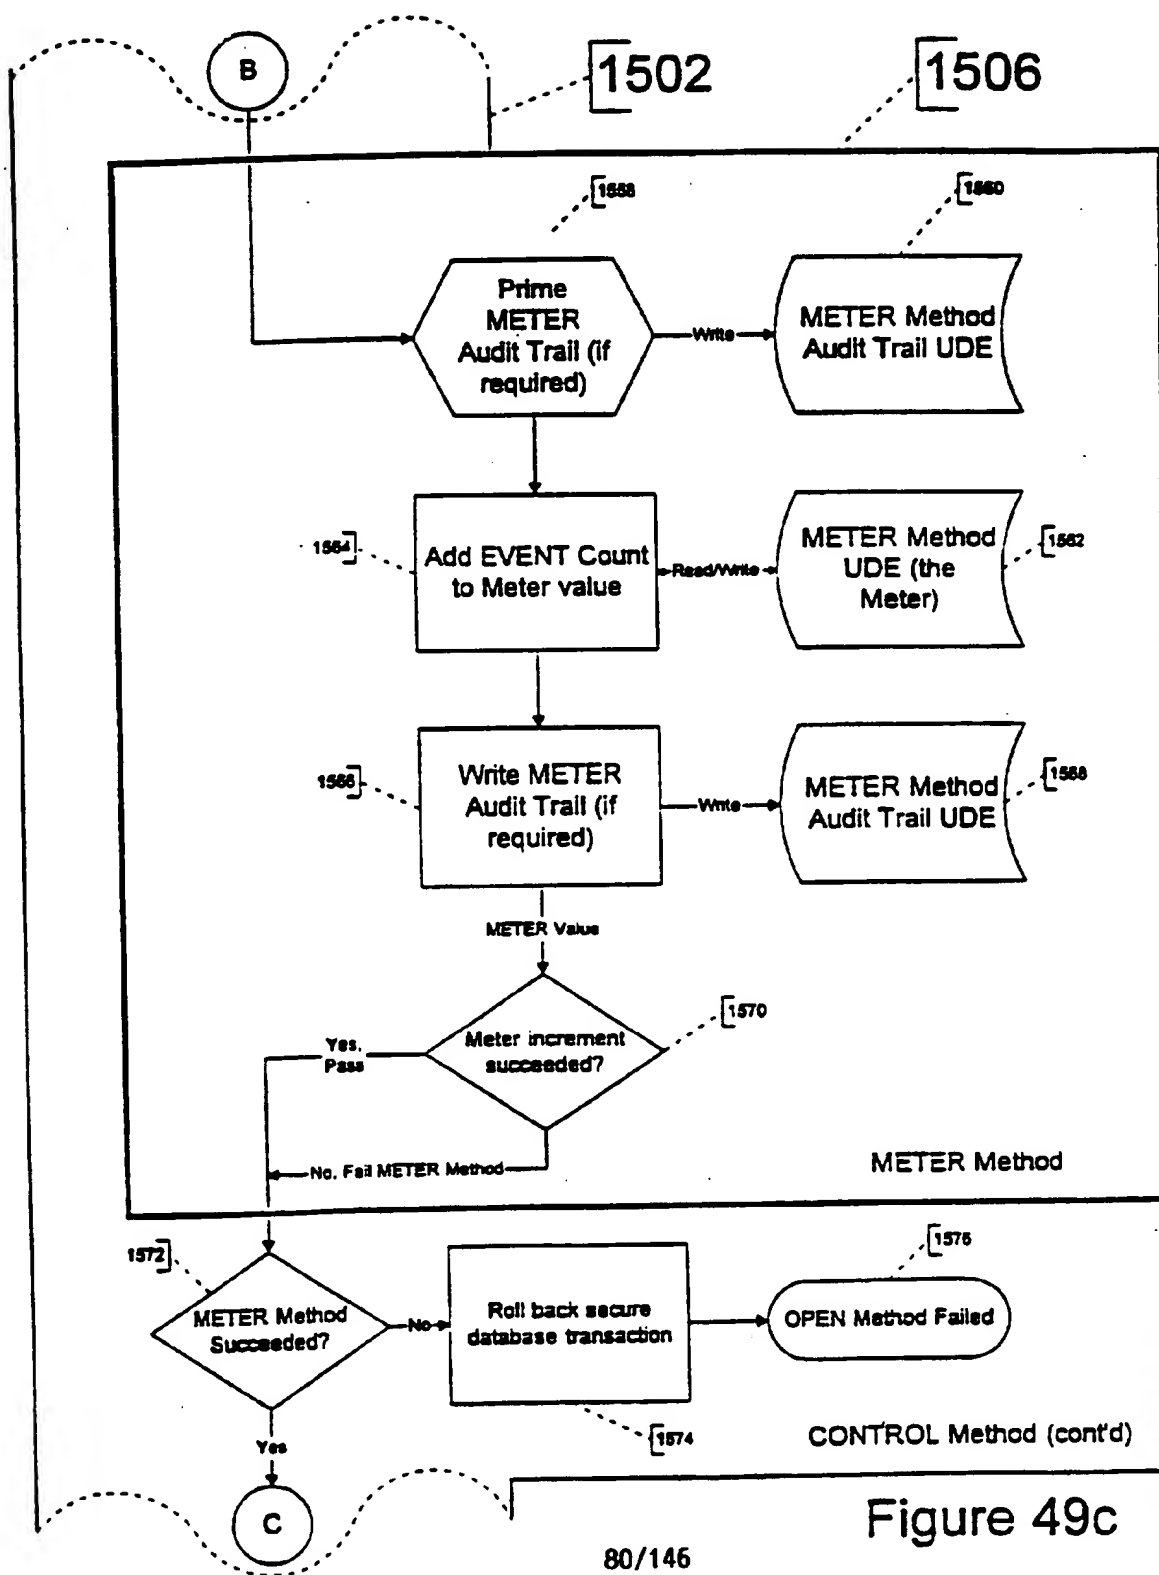 B
1502
1506
1558
1560
Prime
METER
Audit Trail (if
required)
Write
METER Method
Audit Trail UDE
1564
Add EVENT Count
to Meter value
Read/Write
METER Method
UDE (the
Meter)
1562
1566
Write METER
Audit Trail (if
required)
Write
METER Method
Audit Trail UDE
1568
METER Value
Meter increment
succeeded?
1570
Yes,
Pass
No, Fail METER Method
METER Method
1572
METER Method
Succeeded?
No
Roll back secure
database transaction
1576
OPEN Method Failed
1574
Yes
CONTROL Method (cont'd)
C
Figure 49c
80/146